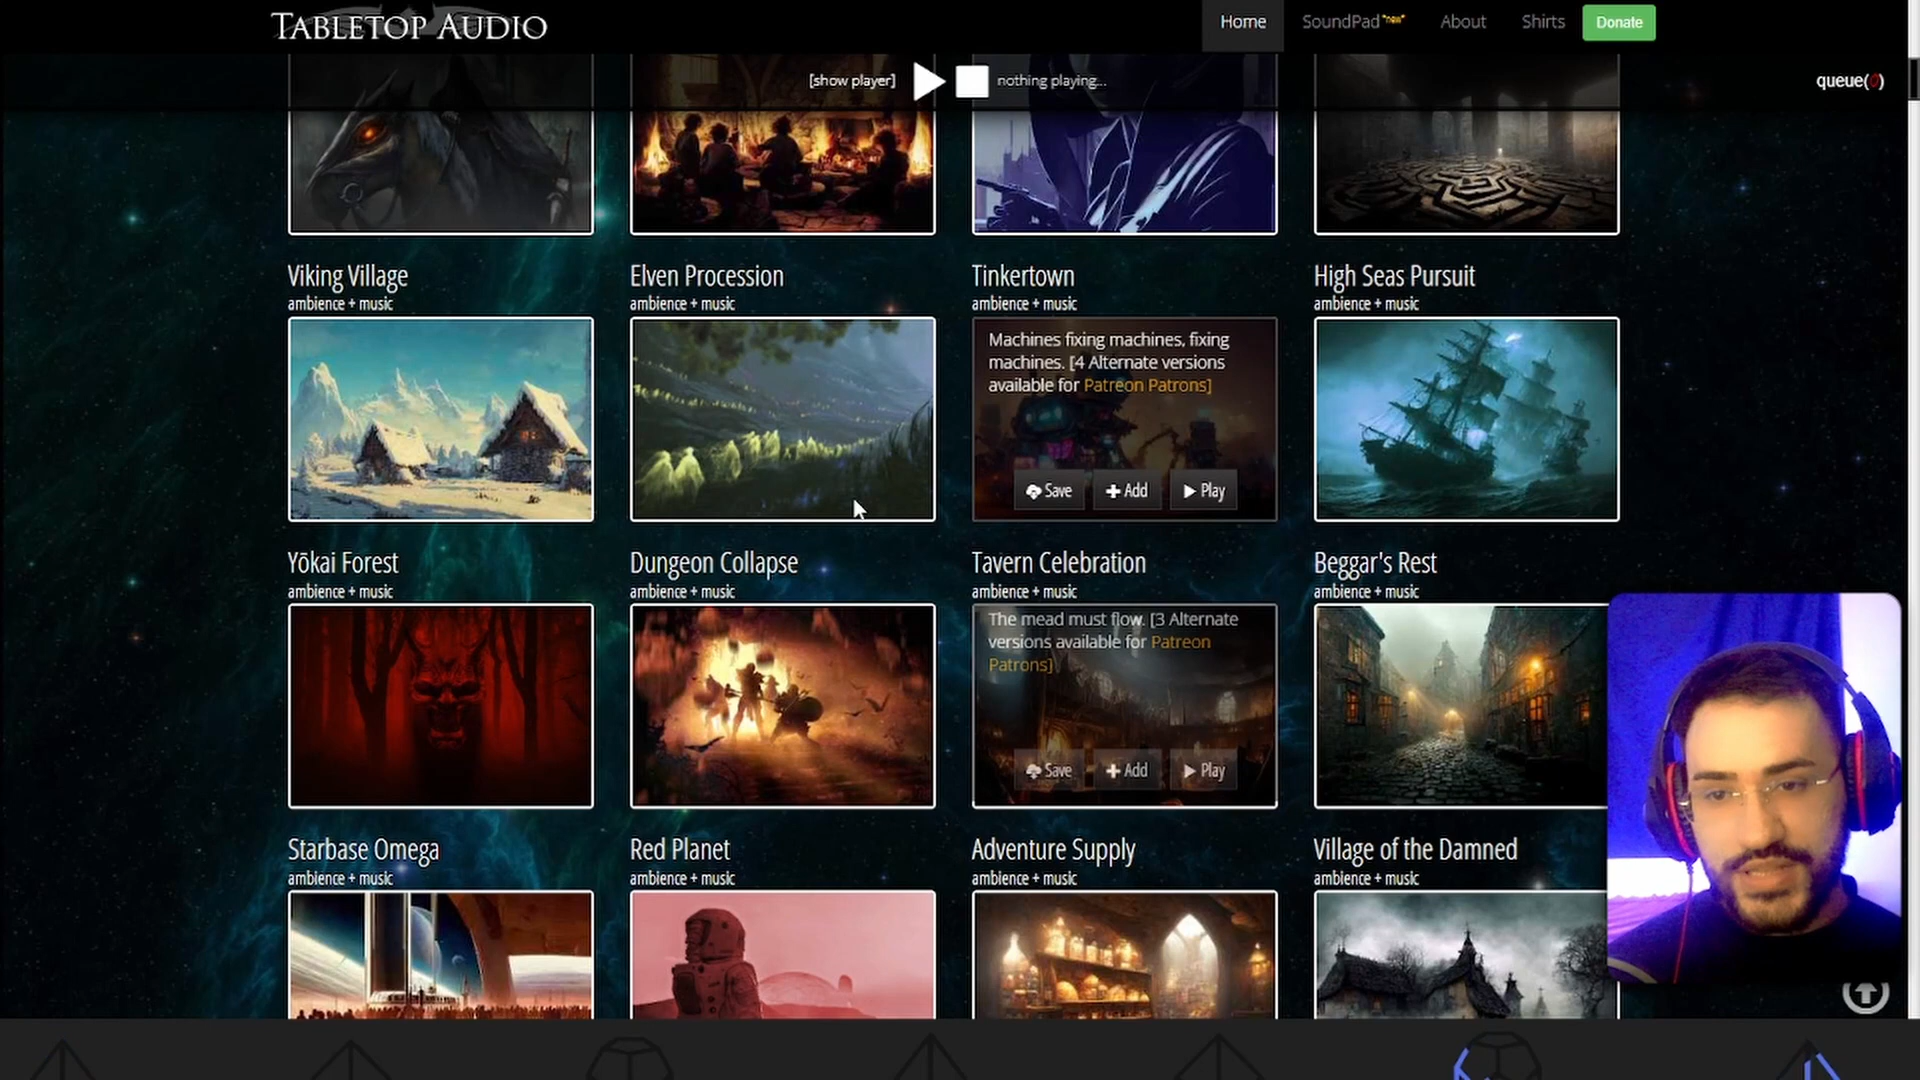 TABLETOP AUDIO
Home
SoundPad *new*
About
Shirts
Donate
[show player]
nothing playing...
queue(0)
Viking Village
ambience + music
Elven Procession
ambience + music
Tinkertown
ambience + music
High Seas Pursuit
ambience + music
Machines fixing machines, fixing
machines. [4 Alternate versions
available for Patreon Patrons]
Save
Add
Play
Yōkai Forest
ambience + music
Dungeon Collapse
ambience + music
Tavern Celebration
ambience + music
Beggar's Rest
ambience + music
The mead must flow. [3 Alternate
versions available for Patreon
Patrons]
Save
Add
Play
Starbase Omega
ambience + music
Red Planet
ambience + music
Adventure Supply
ambience + music
Village of the Damned
ambience + music